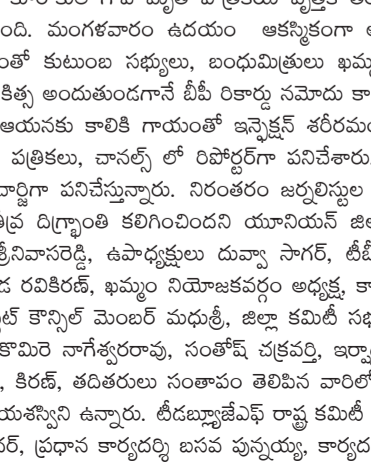 ంది. మంగళవారం ఉదయం ఆకస్మికంగా
ంతో కుటుంబ సభ్యులు, బంధుమిత్రులు ఖమ్మ
కిత్స అందుతుండగానే బీపీ రికార్డు నమోదు కా
ఆయనకు కాలికి గాయంతో ఇన్ఫెక్షన్ శరీరమం
పత్రికలు, చానల్స్ లో రిపోర్టర్‌గా పనిచేశారు.
చార్జిగా పనిచేస్తున్నారు. నిరంతరం జర్నలిస్టుల
తీవ్ర దిగ్భ్రాంతి కలిగించిందని యూనియన్ జిల
శ్రీనివాసరెడ్డి, ఉపాధ్యక్షులు దువ్వా సాగర్, టీబీ
డ రవికిరణ్, ఖమ్మం నియోజకవర్గం అధ్యక్ష, కా
్టేట్ కౌన్సిల్ మెంబర్ మధుశ్రీ, జిల్లా కమిటీ సభ
కొమిరె నాగేశ్వరరావు, సంతోష్ చక్రవర్తి, ఇర్ఫా
, కిరణ్, తదితరులు సంతాపం తెలిపిన వారిలో
యశస్విని ఉన్నారు. టీడబ్ల్యూజేఎఫ్ రాష్ట్ర కమిటీ
వర్, ప్రధాన కార్యదర్శి బసవ పున్నయ్య, కార్యద